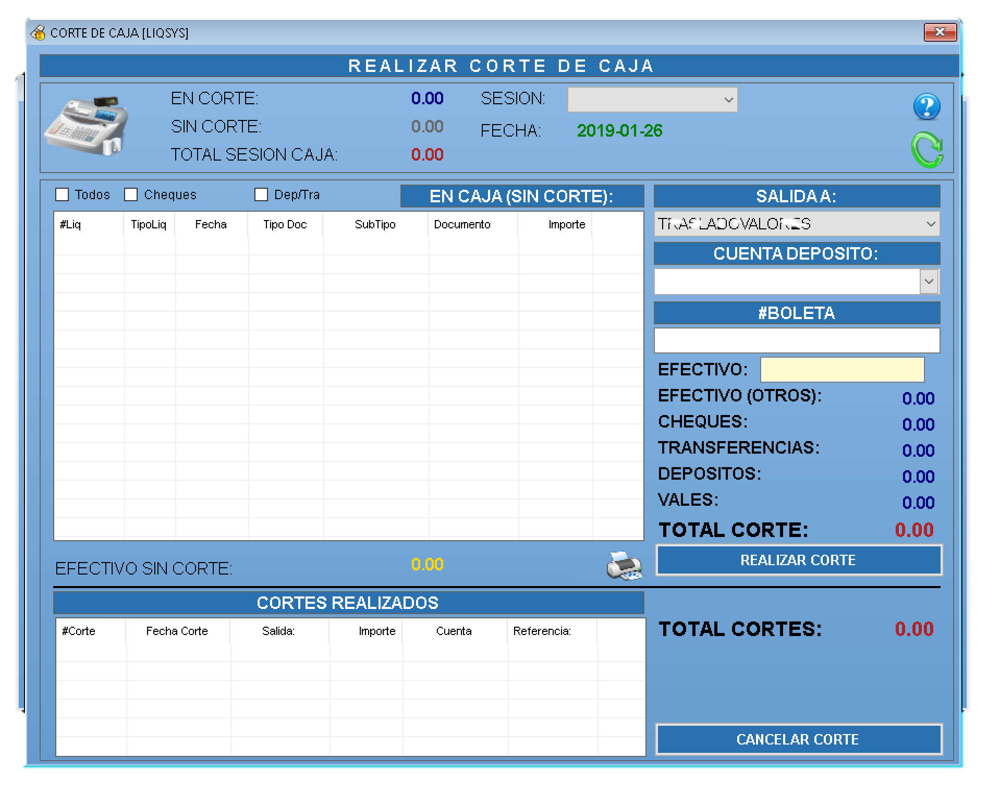 CORTE DE CAJA [LIQSYS]
REALIZAR CORTE DE CAJA
EN CORTE: 0.00 SESION:
SIN CORTE: 0.00 FECHA: 2019-01-26
TOTAL SESION CAJA: 0.00
Todos Cheques Dep/Tra EN CAJA (SIN CORTE): SALIDA A:
#Liq TipoLiq Fecha Tipo Doc SubTipo Documento Importe TRASLADOVALORES
CUENTA DEPOSITO:
#BOLETA
EFECTIVO:
EFECTIVO (OTROS): 0.00
CHEQUES: 0.00
TRANSFERENCIAS: 0.00
DEPOSITOS: 0.00
VALES: 0.00
TOTAL CORTE: 0.00
EFECTIVO SIN CORTE: 0.00 REALIZAR CORTE
CORTES REALIZADOS
#Corte Fecha Corte Salida: Importe Cuenta Referencia: TOTAL CORTES: 0.00
CANCELAR CORTE